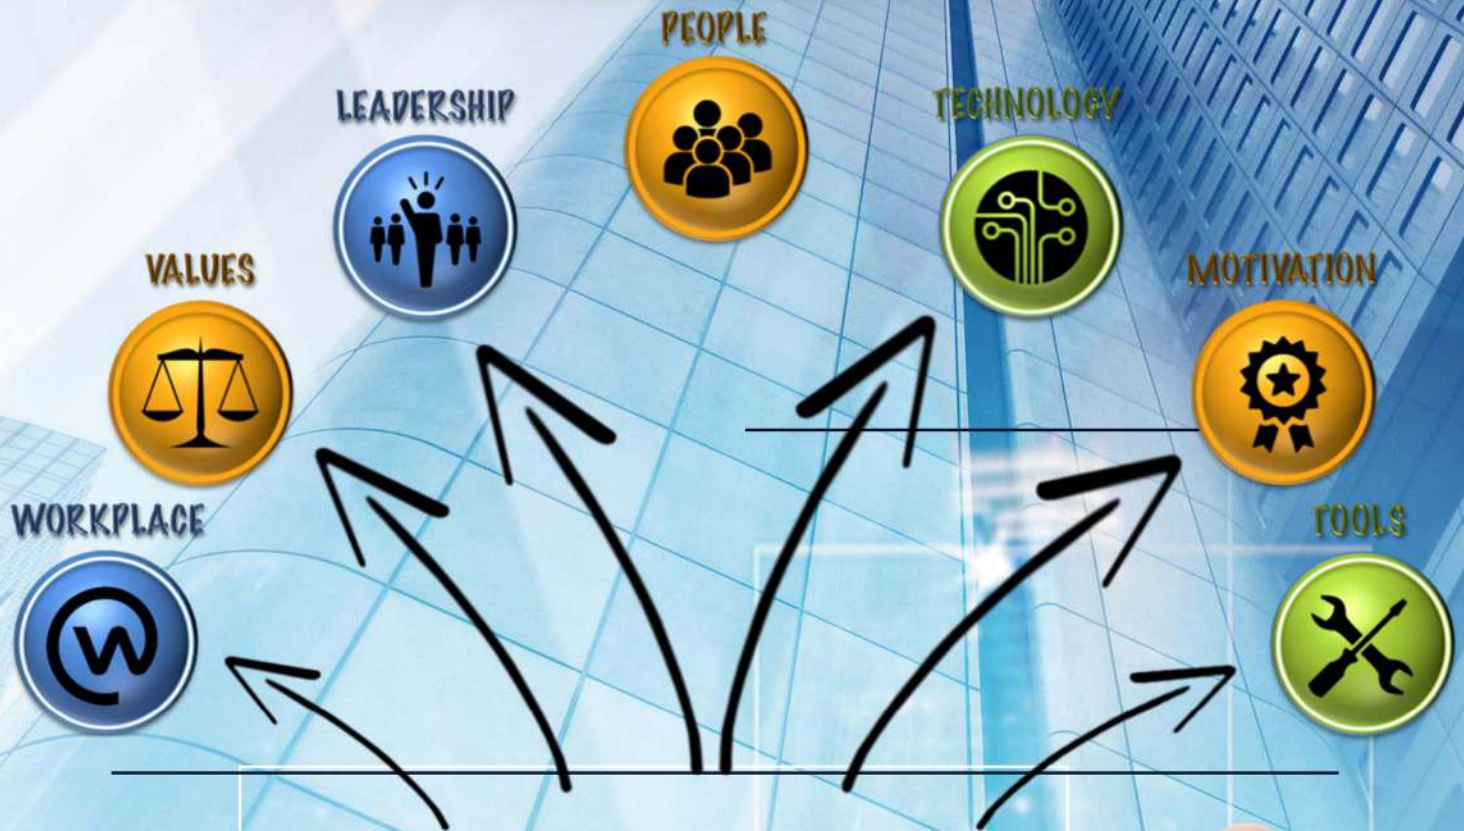 PEOPLE
LEADERSHIP
TECHNOLOGY
VALUES
MOTIVATION
WORKPLACE
TOOLS
W